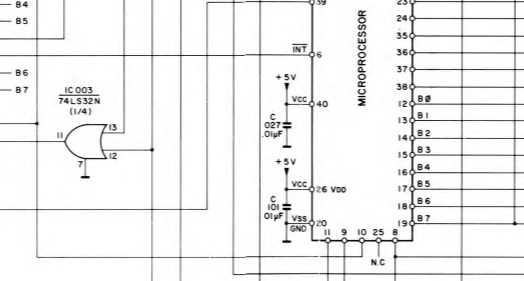 B4
B5
B6
B7
IC003
74LS32N
(1/4)
11
13
12
7
39
INT
6
+5V
VCC
40
C
027
.01µF
+5V
VCC
26 VDD
C
101
.01µF
VSS
20
GND
MICROPROCESSOR
23
24
35
36
37
38
12 BØ
13 B1
14 B2
15 B3
16 B4
17 B5
18 B6
19 B7
11 9 10 25 8
N.C